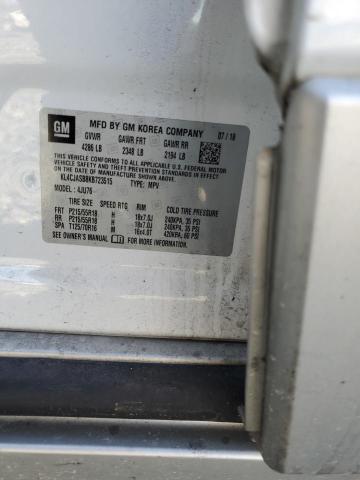 GM
MFD BY GM KOREA COMPANY 07 / 18
GVWR GAWR FRT GAWR RR
4286 LB 2348 LB 2194 LB
THIS VEHICLE CONFORMS TO ALL APPLICABLE U.S. FEDERAL MOTOR
VEHICLE SAFETY AND THEFT PREVENTION STANDARDS IN EFFECT ON
THE DATE OF MANUFACTURE SHOWN ABOVE.
KL4CJASB8KB723515 TYPE: MPV
MODEL: 4JU76
TIRE SIZE SPEED RTG RIM COLD TIRE PRESSURE
FRT P215/55R18 H 18x7.0J 240KPA, 35 PSI
RR P215/55R18 H 18x7.0J 240KPA, 35 PSI
SPA T125/70R16 M 16x4.0T 420KPA, 60 PSI
SEE OWNER'S MANUAL FOR MORE INFORMATION.